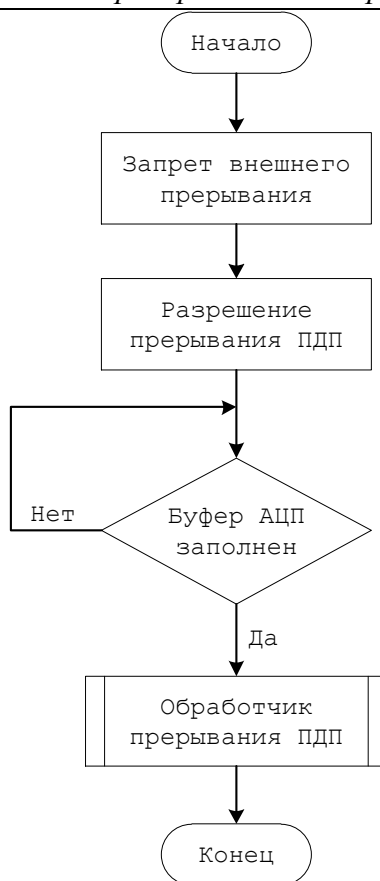 Начало
Запрет внешнего
прерывания
Разрешение
прерывания ПДП
Нет
Буфер АЦП
заполнен
Да
Обработчик
прерывания ПДП
Конец